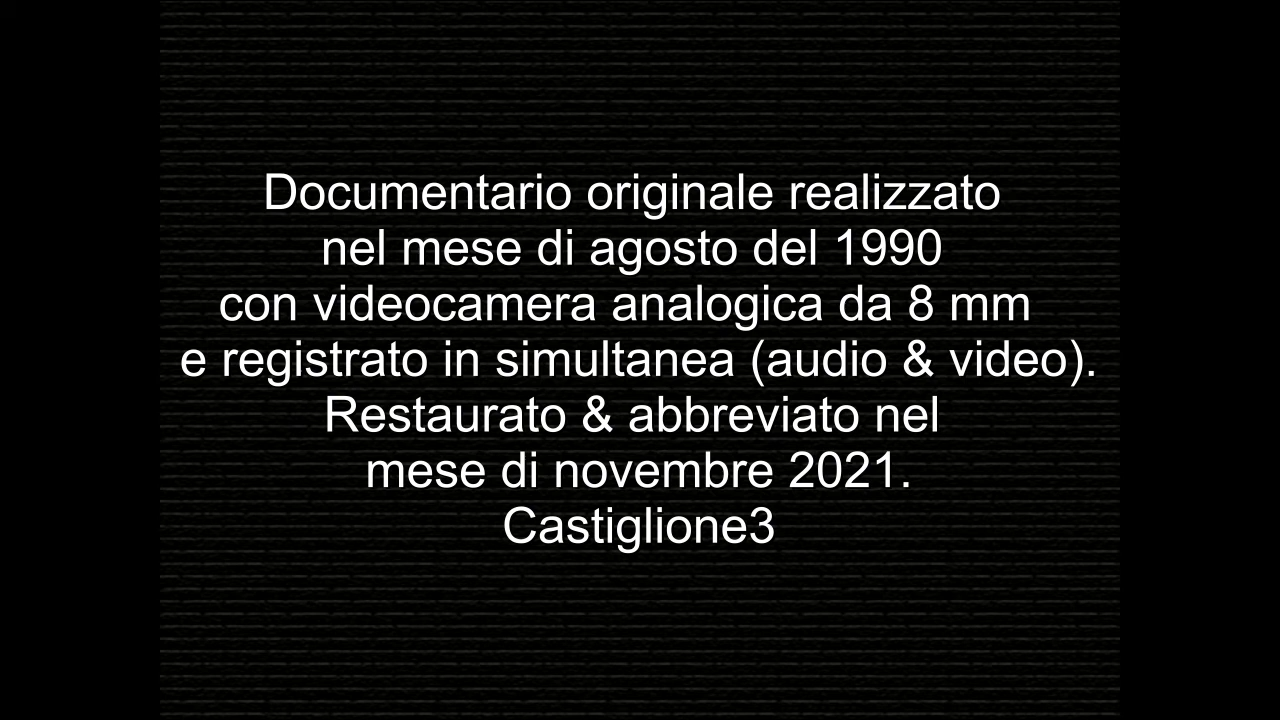 Documentario originale realizzato
nel mese di agosto del 1990
con videocamera analogica da 8 mm
e registrato in simultanea (audio & video).
Restaurato & abbreviato nel
mese di novembre 2021.
Castiglione3